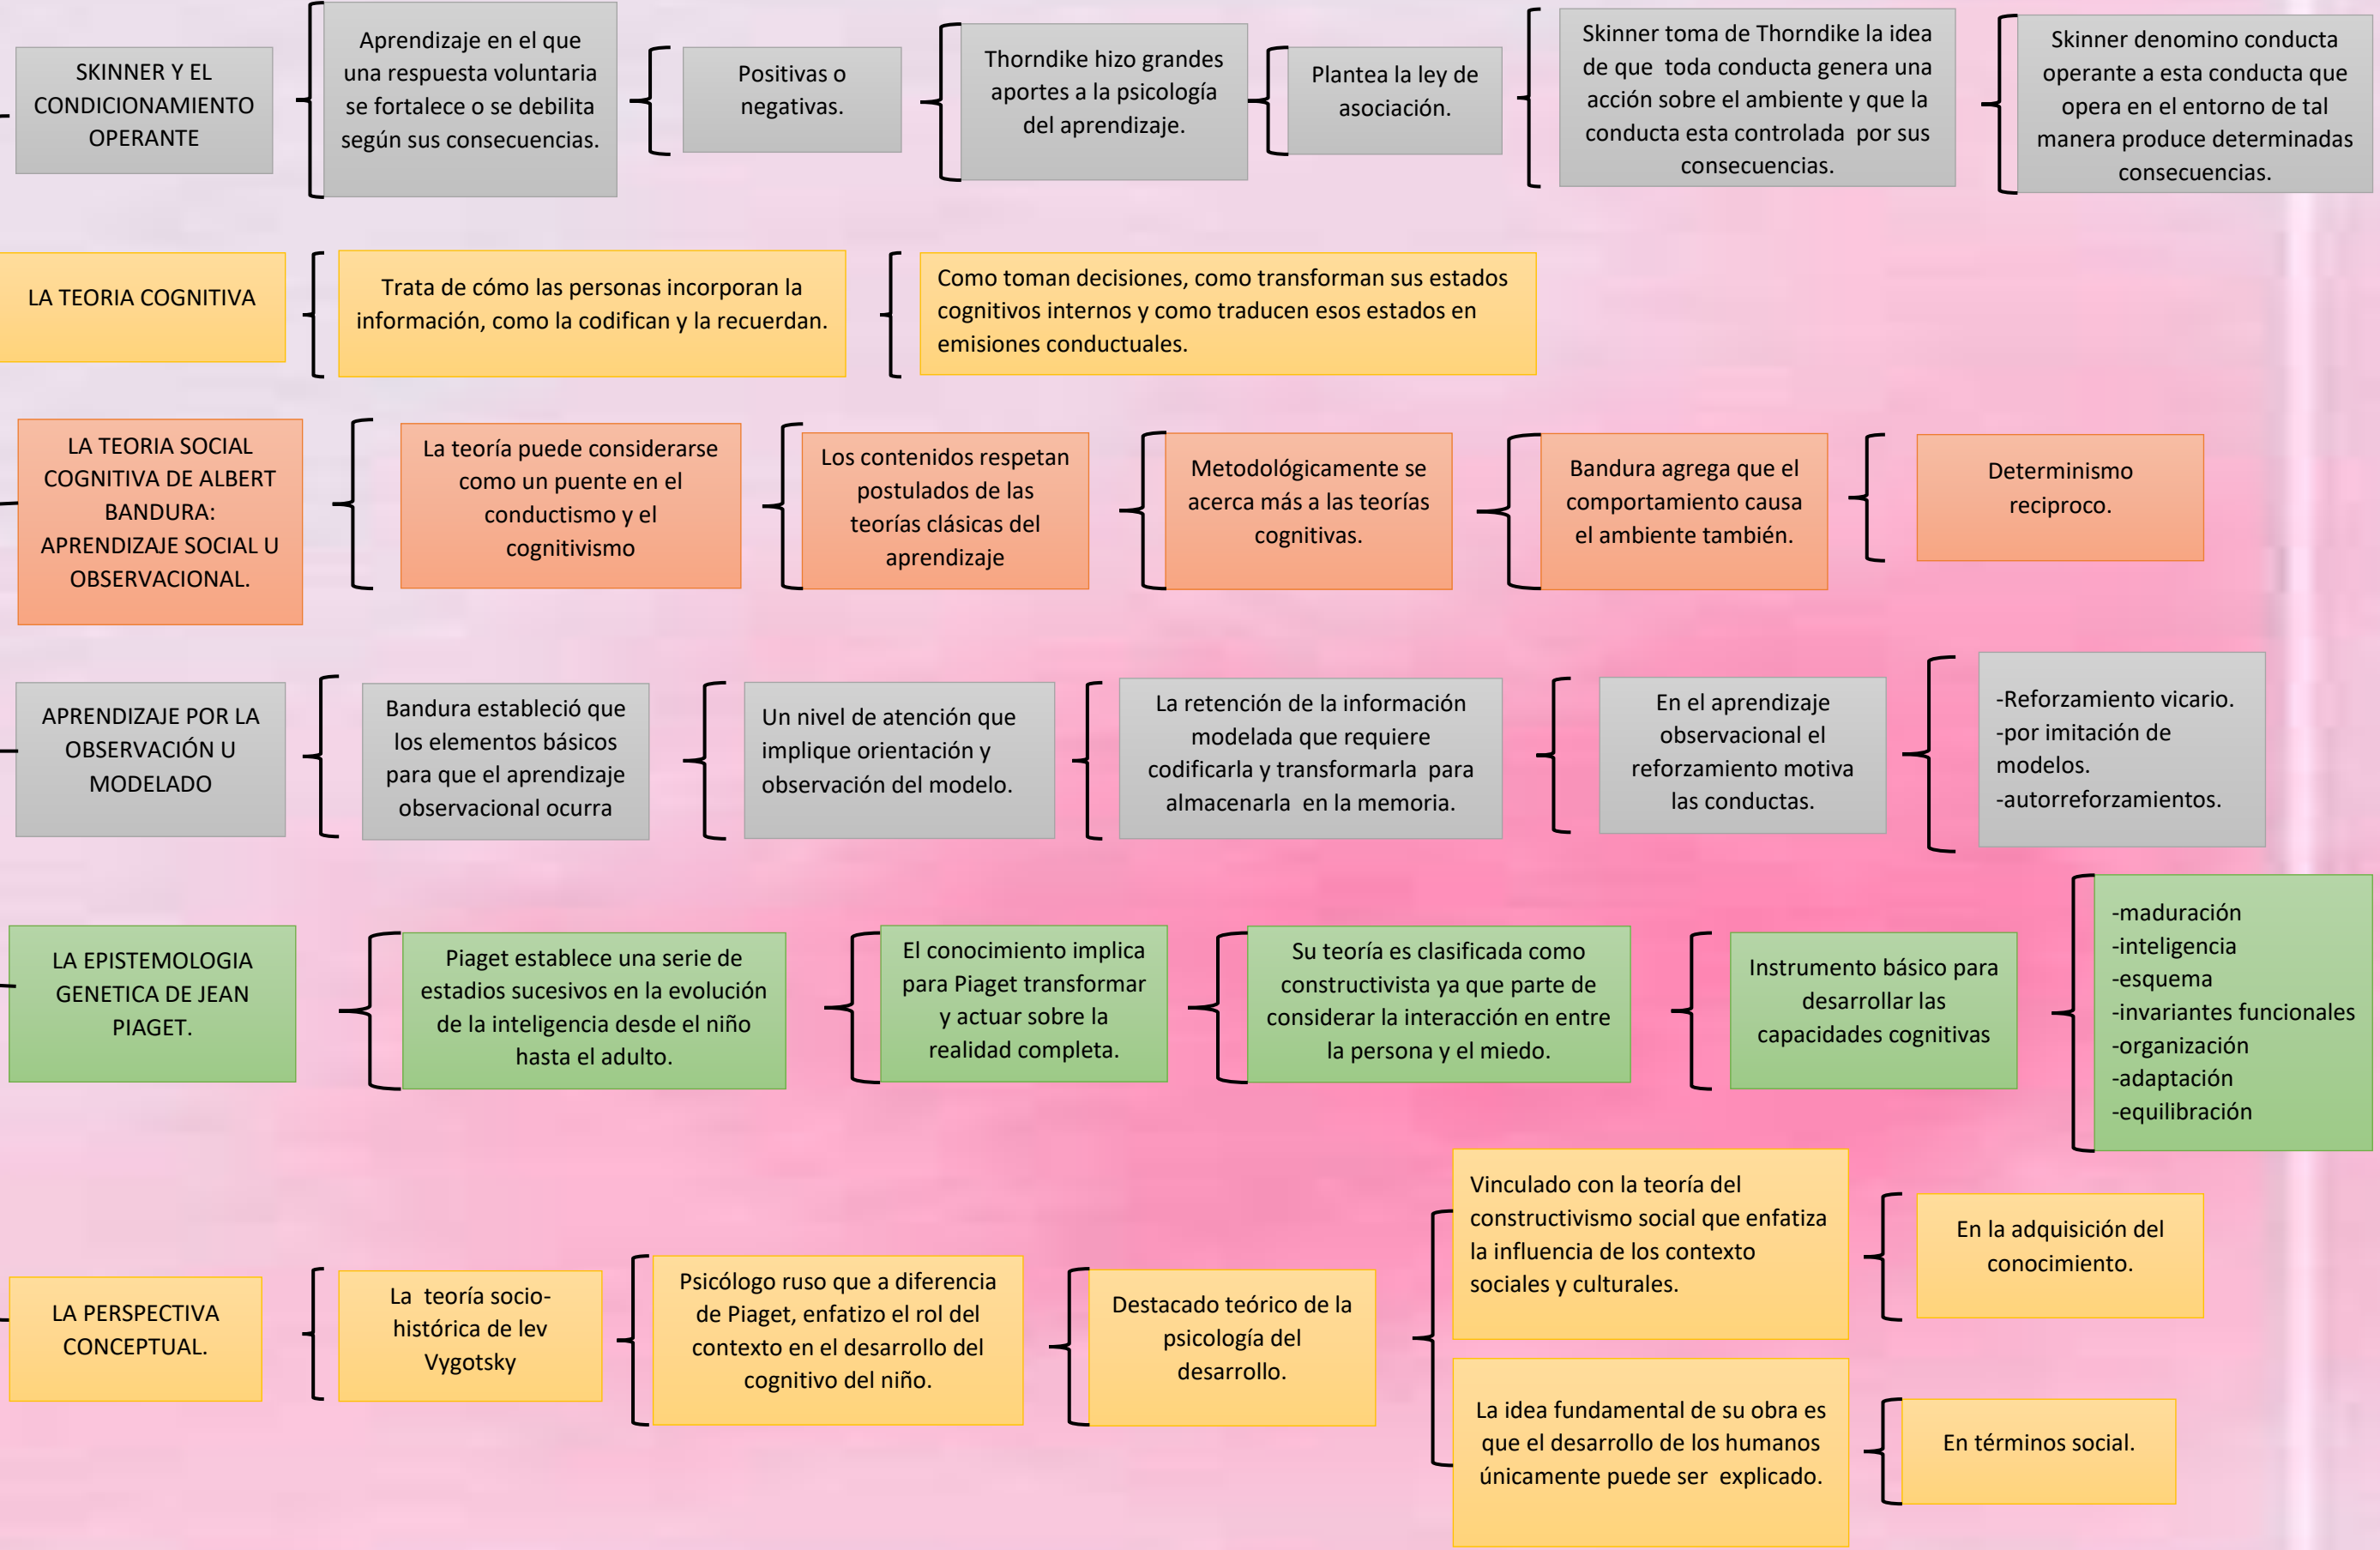 SKINNER Y EL
CONDICIONAMIENTO
OPERANTE
Aprendizaje en el que
una respuesta voluntaria
se fortalece o se debilita
según sus consecuencias.
Positivas o
negativas.
Thorndike hizo grandes
aportes a la psicología
del aprendizaje.
Plantea la ley de
asociación.
Skinner toma de Thorndike la idea
de que toda conducta genera una
acción sobre el ambiente y que la
conducta esta controlada por sus
consecuencias.
Skinner denomino conducta
operante a esta conducta que
opera en el entorno de tal
manera produce determinadas
consecuencias.
LA TEORIA COGNITIVA
Trata de cómo las personas incorporan la
información, como la codifican y la recuerdan.
Como toman decisiones, como transforman sus estados
cognitivos internos y como traducen esos estados en
emisiones conductuales.
LA TEORIA SOCIAL
COGNITIVA DE ALBERT
BANDURA:
APRENDIZAJE SOCIAL U
OBSERVACIONAL.
La teoría puede considerarse
como un puente en el
conductismo y el
cognitivismo
Los contenidos respetan
postulados de las
teorías clásicas del
aprendizaje
Metodológicamente se
acerca más a las teorías
cognitivas.
Bandura agrega que el
comportamiento causa
el ambiente también.
Determinismo
reciproco.
APRENDIZAJE POR LA
OBSERVACIÓN U
MODELADO
Bandura estableció que
los elementos básicos
para que el aprendizaje
observacional ocurra
Un nivel de atención que
implique orientación y
observación del modelo.
La retención de la información
modelada que requiere
codificarla y transformarla para
almacenarla en la memoria.
En el aprendizaje
observacional el
reforzamiento motiva
las conductas.
-Reforzamiento vicario.
-por imitación de
modelos.
-autorreforzamientos.
LA EPISTEMOLOGIA
GENETICA DE JEAN
PIAGET.
Piaget establece una serie de
estadios sucesivos en la evolución
de la inteligencia desde el niño
hasta el adulto.
El conocimiento implica
para Piaget transformar
y actuar sobre la
realidad completa.
Su teoría es clasificada como
constructivista ya que parte de
considerar la interacción en entre
la persona y el miedo.
Instrumento básico para
desarrollar las
capacidades cognitivas
-maduración
-inteligencia
-esquema
-invariantes funcionales
-organización
-adaptación
-equilibración
LA PERSPECTIVA
CONCEPTUAL.
La teoría socio-
histórica de lev
Vygotsky
Psicólogo ruso que a diferencia
de Piaget, enfatizo el rol del
contexto en el desarrollo del
cognitivo del niño.
Destacado teórico de la
psicología del
desarrollo.
Vinculado con la teoría del
constructivismo social que enfatiza
la influencia de los contexto
sociales y culturales.
En la adquisición del
conocimiento.
La idea fundamental de su obra es
que el desarrollo de los humanos
únicamente puede ser explicado.
En términos social.